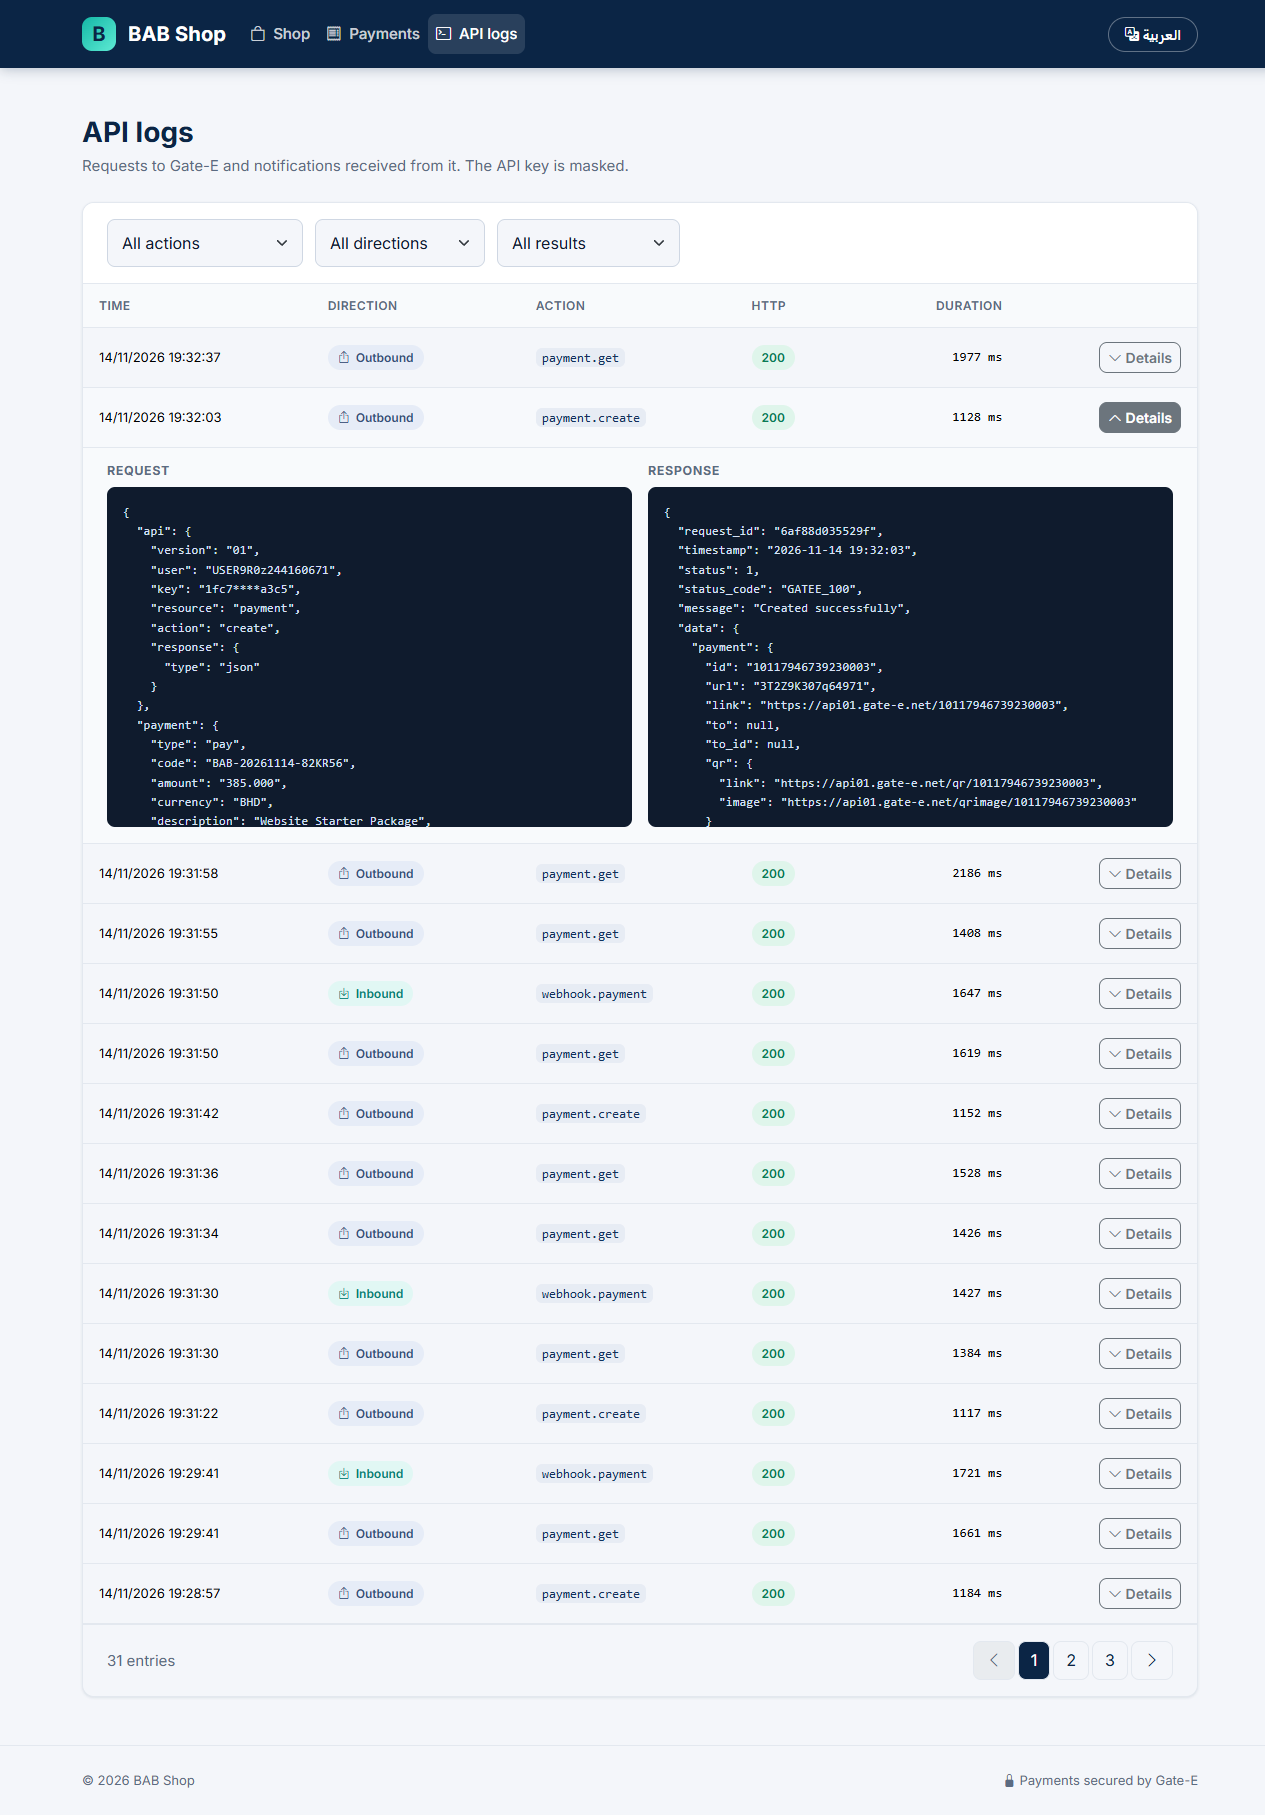 B BAB Shop Shop Payments API logs العربية
API logs
Requests to Gate-E and notifications received from it. The API key is masked.
All actions All directions All results
TIME DIRECTION ACTION HTTP DURATION
14/11/2026 19:32:37 Outbound payment.get 200 1977 ms Details
14/11/2026 19:32:03 Outbound payment.create 200 1128 ms Details
REQUEST
{
"api": {
"version": "01",
"user": "USER9R0z244160671",
"key": "1fc7****a3c5",
"resource": "payment",
"action": "create",
"response": {
"type": "json"
}
},
"payment": {
"type": "pay",
"code": "BAB-20261114-82KR56",
"amount": "385.000",
"currency": "BHD",
"description": "Website Starter Package",
RESPONSE
{
"request_id": "6af88d035529f",
"timestamp": "2026-11-14 19:32:03",
"status": 1,
"status_code": "GATEE_100",
"message": "Created successfully",
"data": {
"payment": {
"id": "10117946739230003",
"url": "3T2Z9K307q64971",
"link": "https://api01.gate-e.net/10117946739230003",
"to": null,
"to_id": null,
"qr": {
"link": "https://api01.gate-e.net/qr/10117946739230003",
"image": "https://api01.gate-e.net/qrimage/10117946739230003"
}
14/11/2026 19:31:58 Outbound payment.get 200 2186 ms Details
14/11/2026 19:31:55 Outbound payment.get 200 1408 ms Details
14/11/2026 19:31:50 Inbound webhook.payment 200 1647 ms Details
14/11/2026 19:31:50 Outbound payment.get 200 1619 ms Details
14/11/2026 19:31:42 Outbound payment.create 200 1152 ms Details
14/11/2026 19:31:36 Outbound payment.get 200 1528 ms Details
14/11/2026 19:31:34 Outbound payment.get 200 1426 ms Details
14/11/2026 19:31:30 Inbound webhook.payment 200 1427 ms Details
14/11/2026 19:31:30 Outbound payment.get 200 1384 ms Details
14/11/2026 19:31:22 Outbound payment.create 200 1117 ms Details
14/11/2026 19:29:41 Inbound webhook.payment 200 1721 ms Details
14/11/2026 19:29:41 Outbound payment.get 200 1661 ms Details
14/11/2026 19:28:57 Outbound payment.create 200 1184 ms Details
31 entries 1 2 3
© 2026 BAB Shop Payments secured by Gate-E